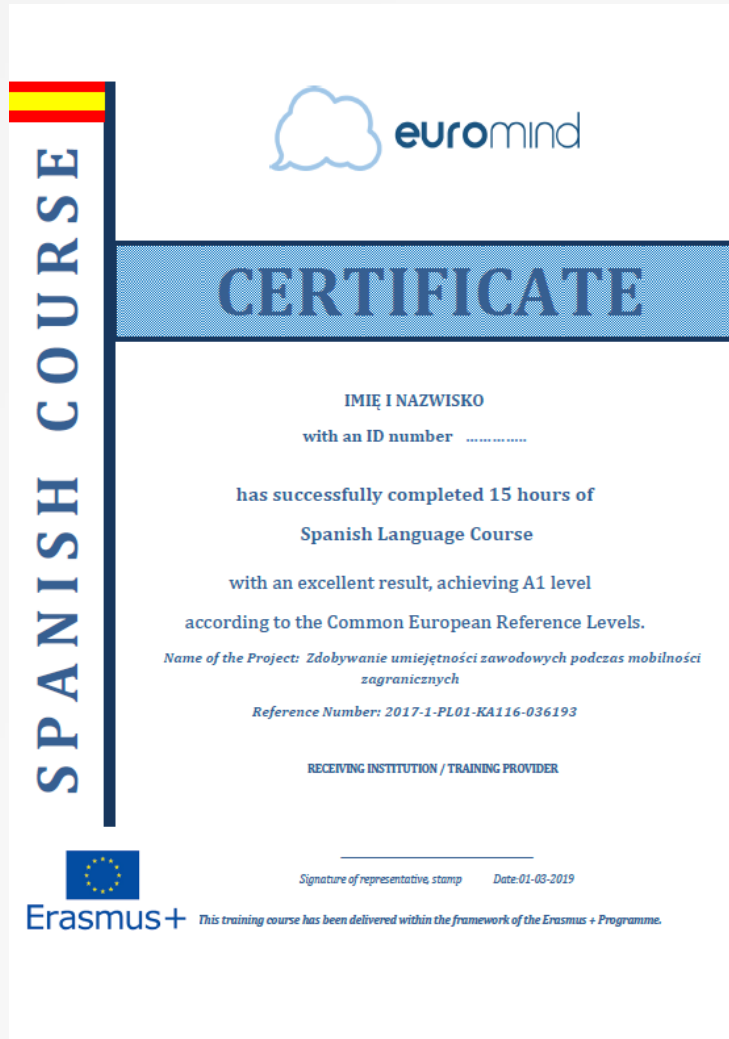 SPANISH COURSE
euromind
CERTIFICATE
IMIĘ I NAZWISKO
with an ID number .............
has successfully completed 15 hours of
Spanish Language Course
with an excellent result, achieving A1 level
according to the Common European Reference Levels.
Name of the Project: Zdobywanie umiejętności zawodowych podczas mobilności
zagranicznych
Reference Number: 2017-1-PL01-KA116-036193
RECEIVING INSTITUTION / TRAINING PROVIDER
Signature of representative, stamp Date:01-03-2019
Erasmus+
This training course has been delivered within the framework of the Erasmus + Programme.